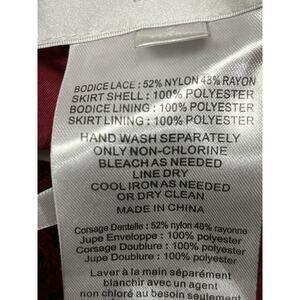 BODICE LACE : 52% NYLON 48% RAYON
SKIRT SHELL : 100% POLYESTER
BODICE LINING : 100% POLYESTER
SKIRT LINING : 100% POLYESTER
HAND WASH SEPARATELY
ONLY NON-CHLORINE
BLEACH AS NEEDED
LINE DRY
COOL IRON AS NEEDED
OR DRY CLEAN
MADE IN CHINA
Corsage Dentelle : 52% nylon 48% rayonne
Jupe Enveloppe : 100% polyester
Corsage Doublure : 100% polyester
Jupe Doublure : 100% polyester
Laver à la main séparément
blanchir avec un agent
non chloré au besoin seulement